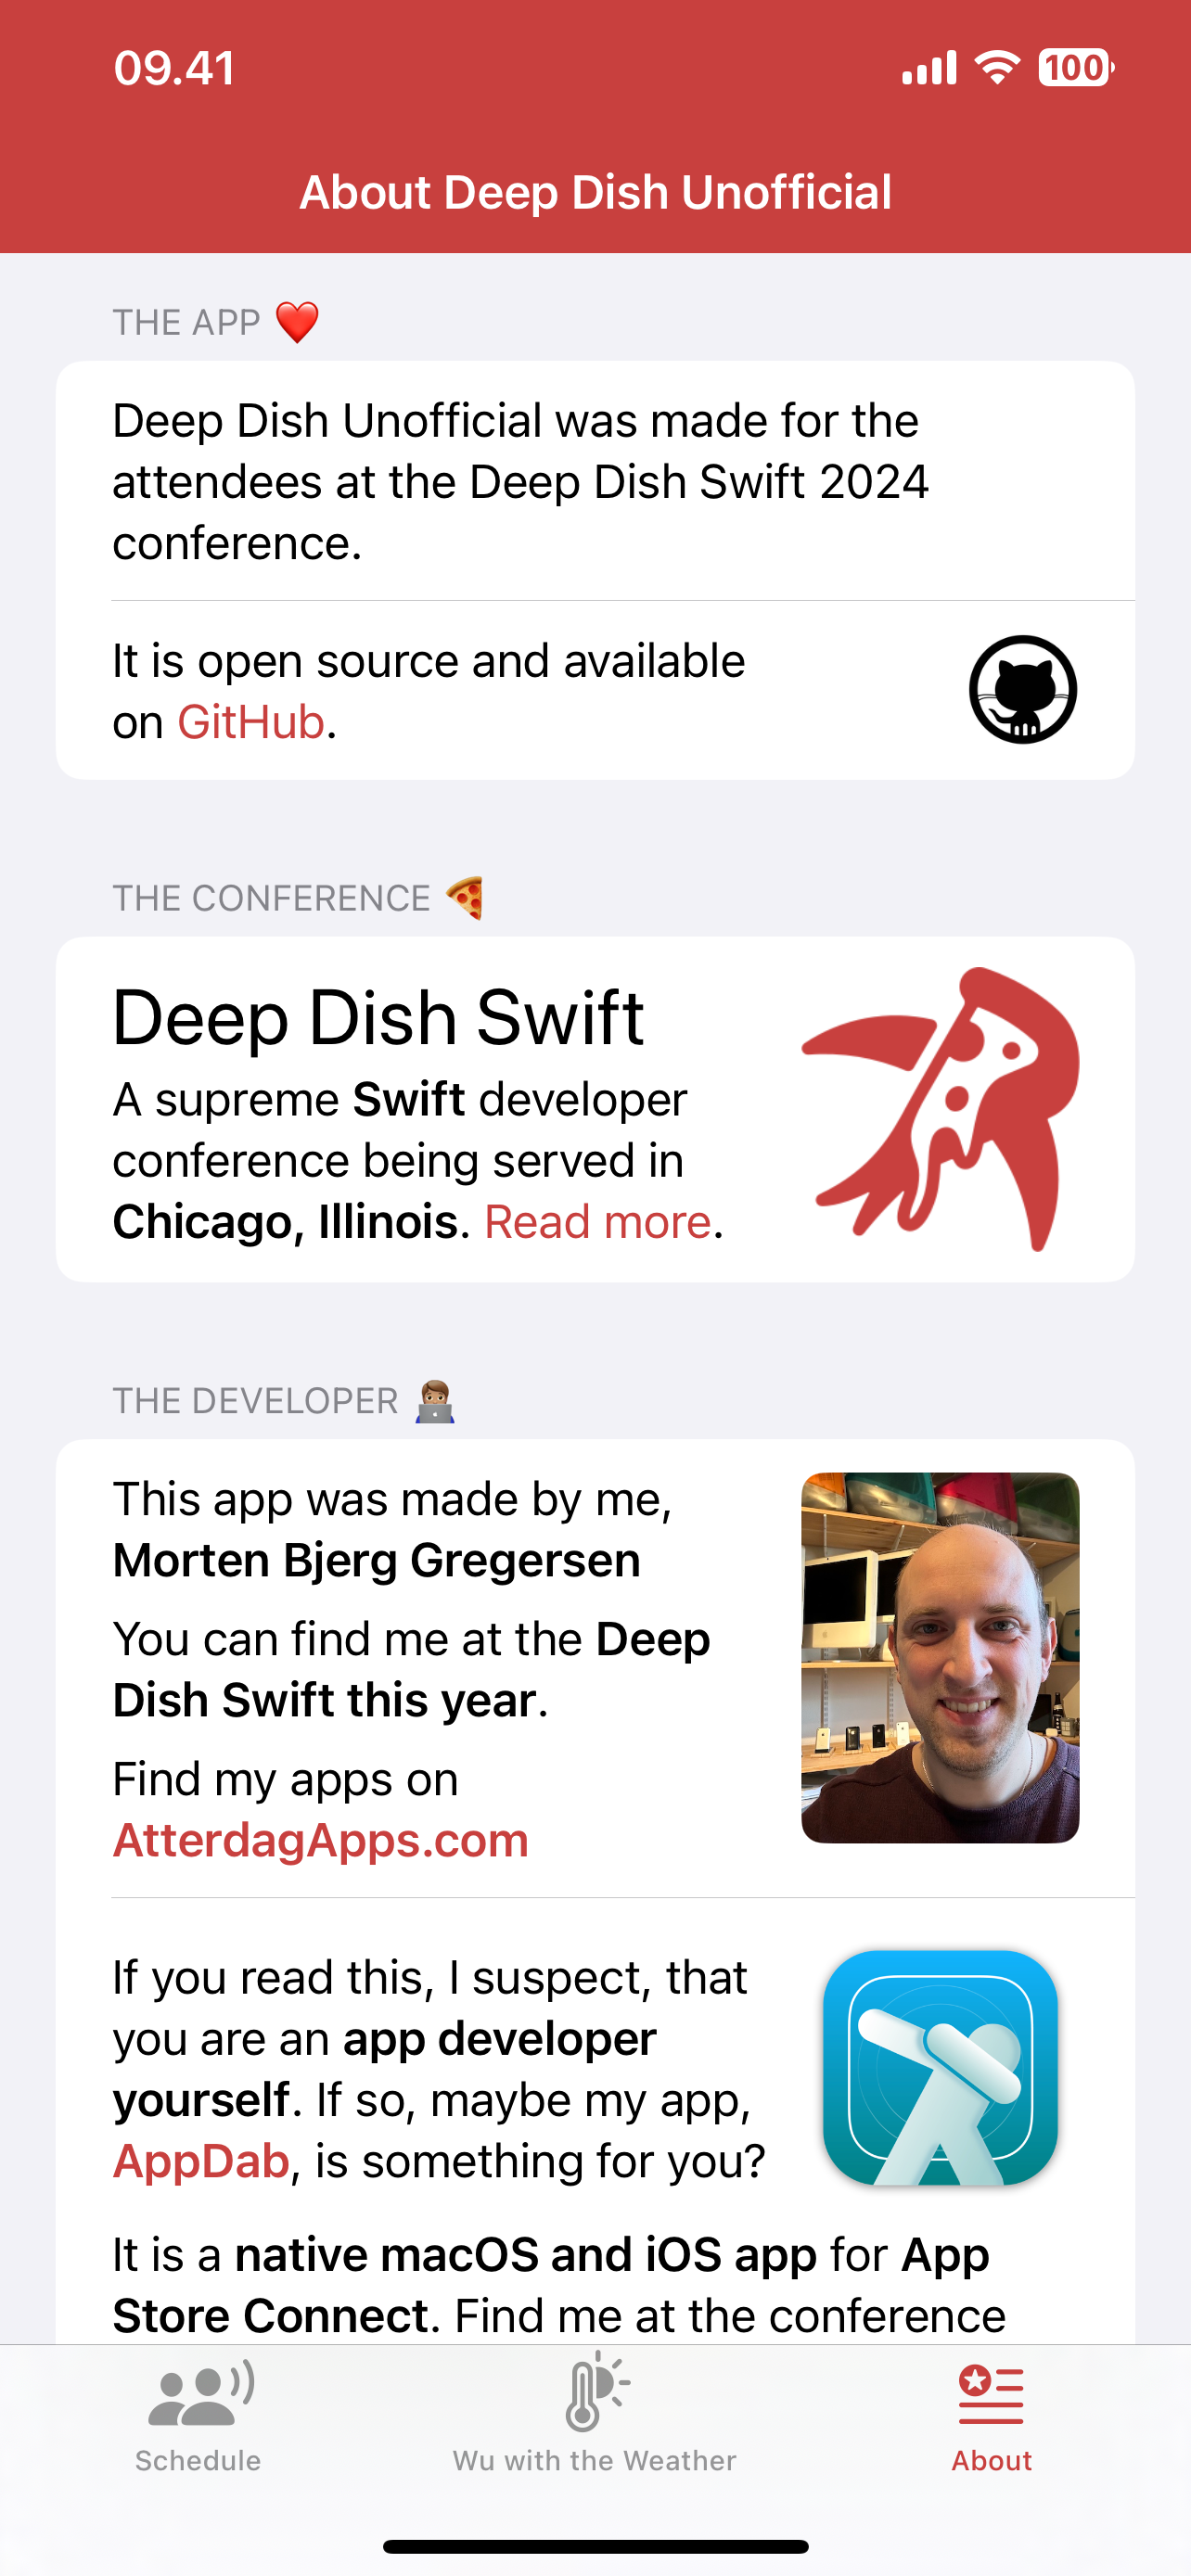 09.41
100
About Deep Dish Unofficial
THE APP ❤️
Deep Dish Unofficial was made for the
attendees at the Deep Dish Swift 2024
conference.
It is open source and available
on GitHub.
THE CONFERENCE 🍕
Deep Dish Swift
A supreme Swift developer
conference being served in
Chicago, Illinois. Read more.
THE DEVELOPER 🧑🏽‍💻
This app was made by me,
Morten Bjerg Gregersen
You can find me at the Deep
Dish Swift this year.
Find my apps on
AtterdagApps.com
If you read this, I suspect, that
you are an app developer
yourself. If so, maybe my app,
AppDab, is something for you?
It is a native macOS and iOS app for App
Store Connect. Find me at the conference
Schedule
Wu with the Weather
About